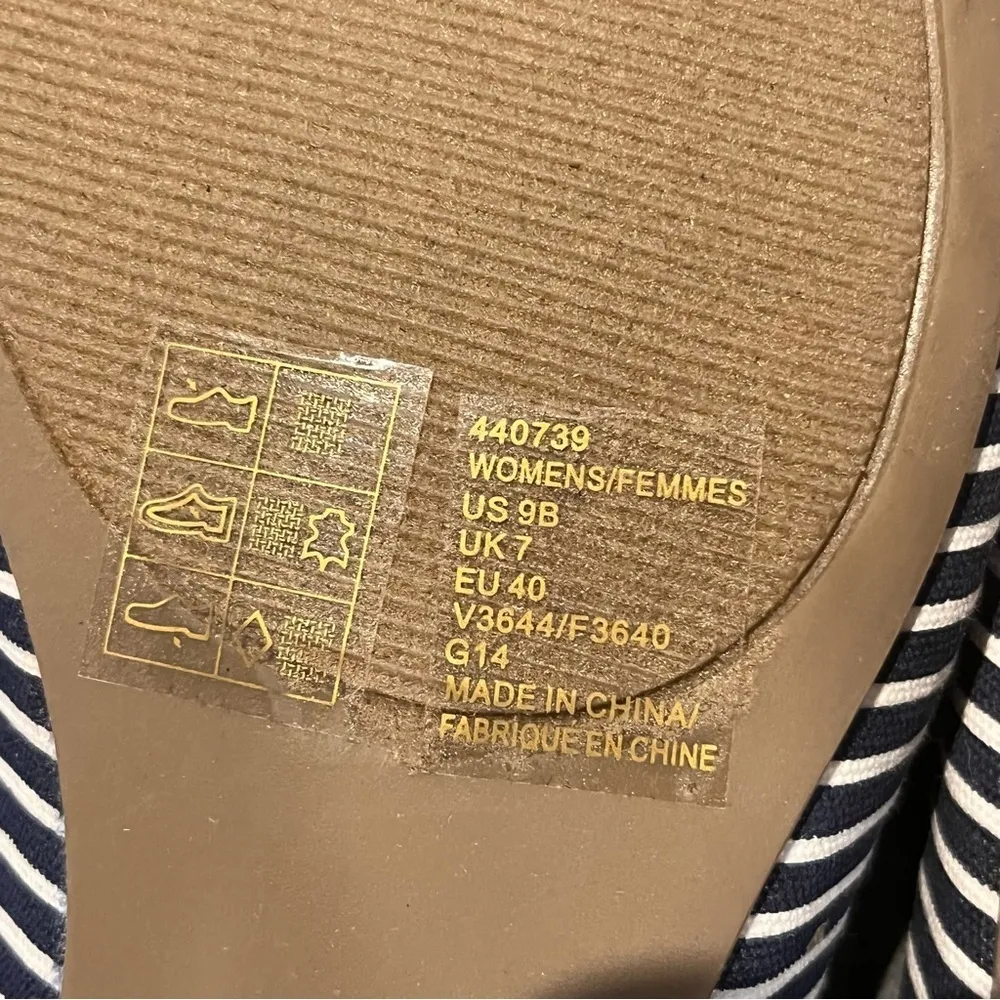 440739
WOMENS/FEMMES
US 9B
UK 7
EU 40
V3644/F3640
G14
MADE IN CHINA/
FABRIQUE EN CHINE